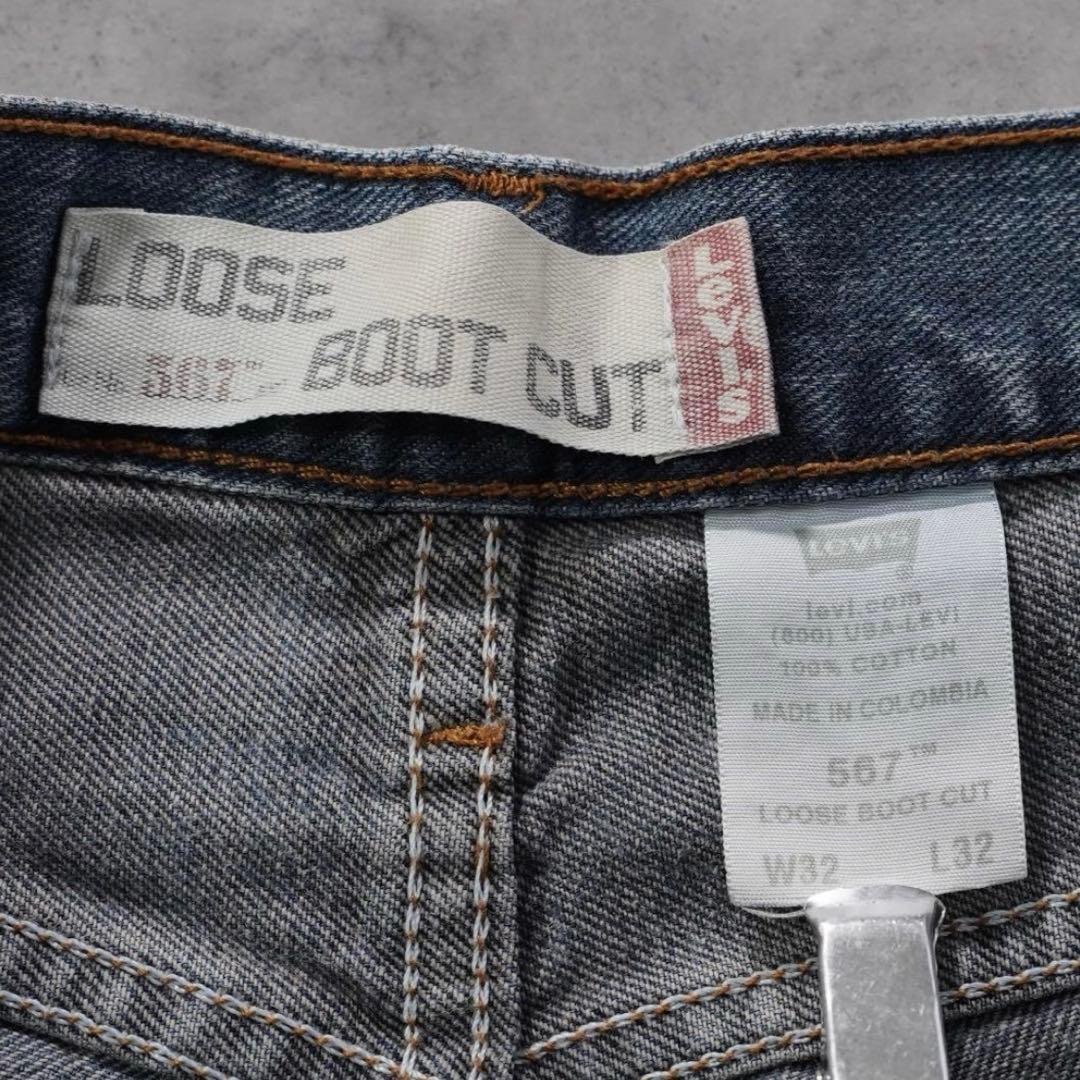 LOOSE
567™ BOOT CUT
LEVI'S
LEVI'S
levi.com
(800) USA-LEVI
100% COTTON
MADE IN COLOMBIA
567™
LOOSE BOOT CUT
W32 L32